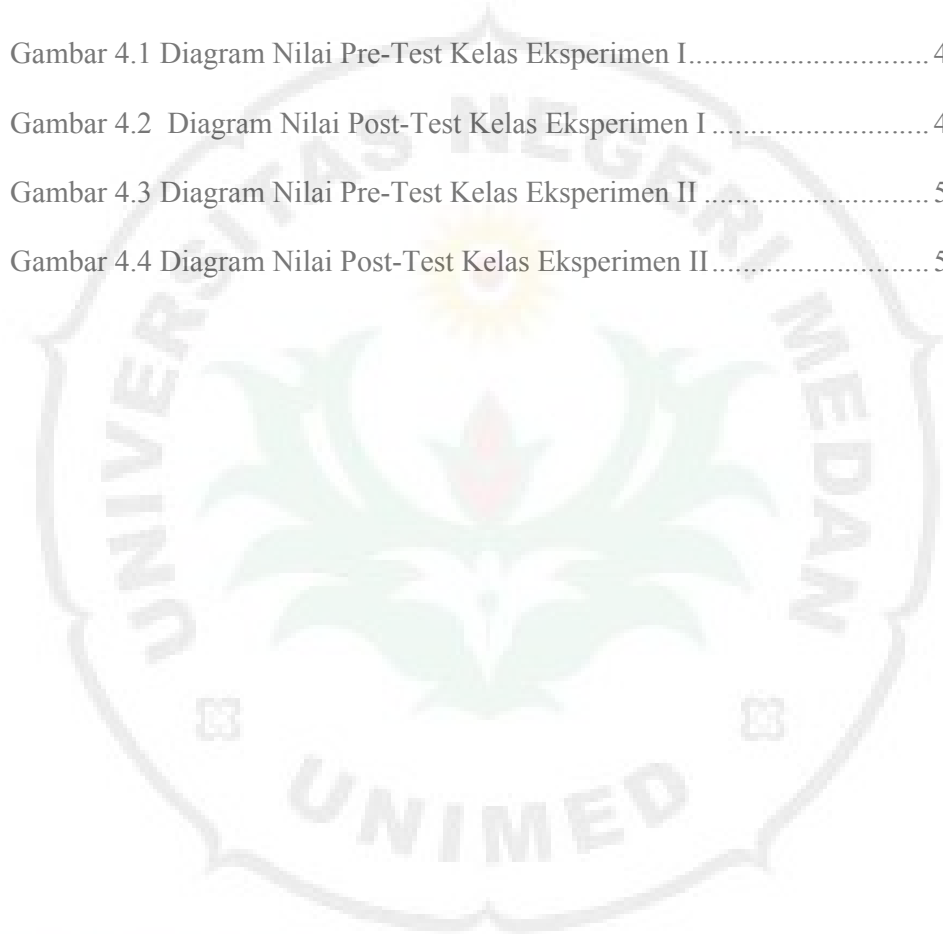 Gambar 4.1 Diagram Nilai Pre-Test Kelas Eksperimen I............................. 4
Gambar 4.2  Diagram Nilai Post-Test Kelas Eksperimen I .......................... 4
Gambar 4.3 Diagram Nilai Pre-Test Kelas Eksperimen II ........................... 5
Gambar 4.4 Diagram Nilai Post-Test Kelas Eksperimen II.......................... 5
UNIVERSITAS NEGERI MEDAN
UNIMED